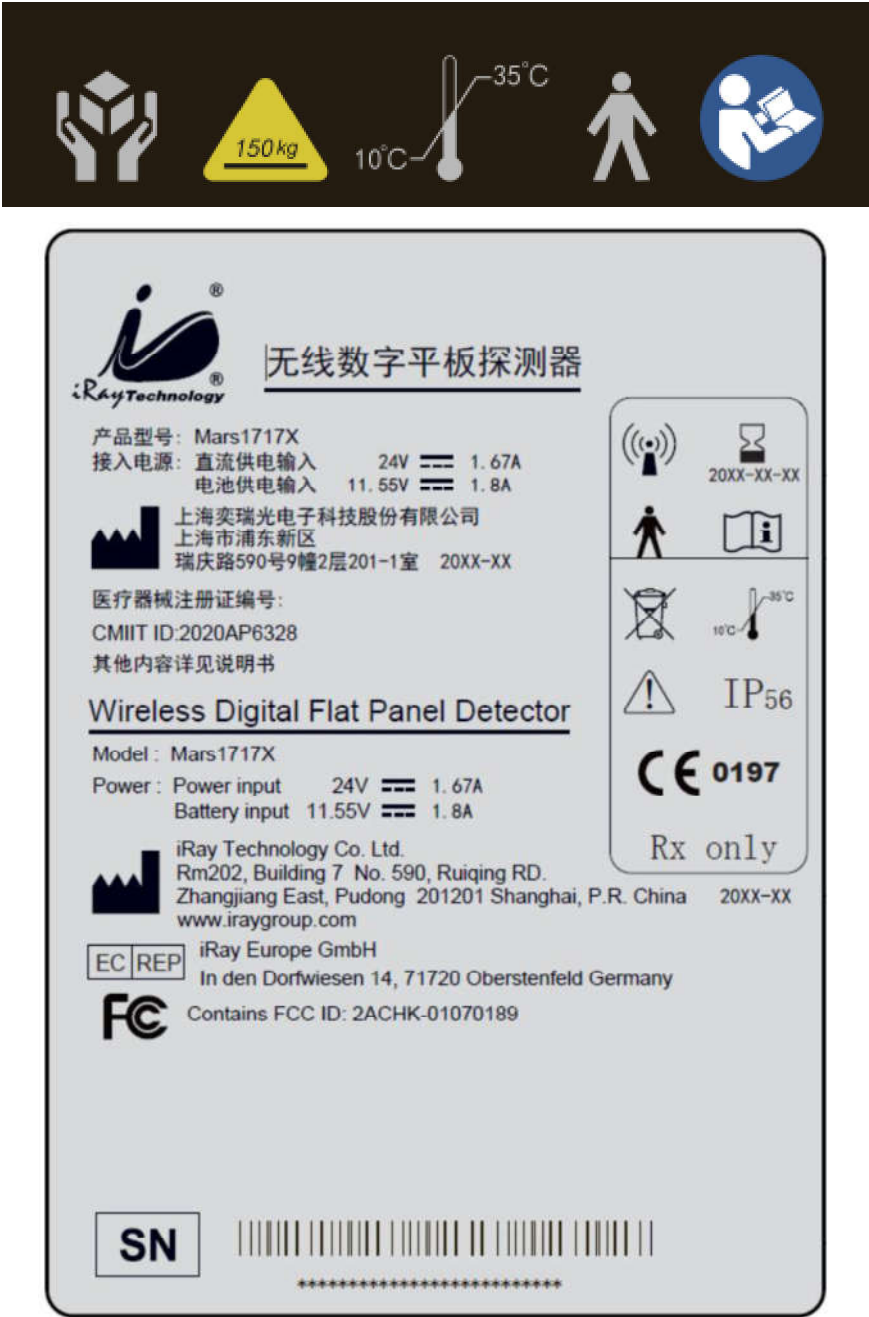 150kg
35°C
10°C
®
iRayTechnology®
无线数字平板探测器
产品型号: Mars1717X
接入电源: 直流供电输入 24V 1.67A
电池供电输入 11.55V 1.8A
上海奕瑞光电子科技股份有限公司
上海市浦东新区
瑞庆路590号9幢2层201-1室 20XX-XX
医疗器械注册证编号:
CMIIT ID:2020AP6328
其他内容详见说明书
20XX-XX-XX
i
35°C
10°C
IP56
CE 0197
Rx only
Wireless Digital Flat Panel Detector
Model : Mars1717X
Power : Power input 24V 1.67A
Battery input 11.55V 1.8A
iRay Technology Co. Ltd.
Rm202, Building 7 No. 590, Ruiqing RD.
Zhangjiang East, Pudong 201201 Shanghai, P.R. China 20XX-XX
www.iraygroup.com
EC REP
iRay Europe GmbH
In den Dorfwiesen 14, 71720 Oberstenfeld Germany
FC Contains FCC ID: 2ACHK-01070189
SN
**************************